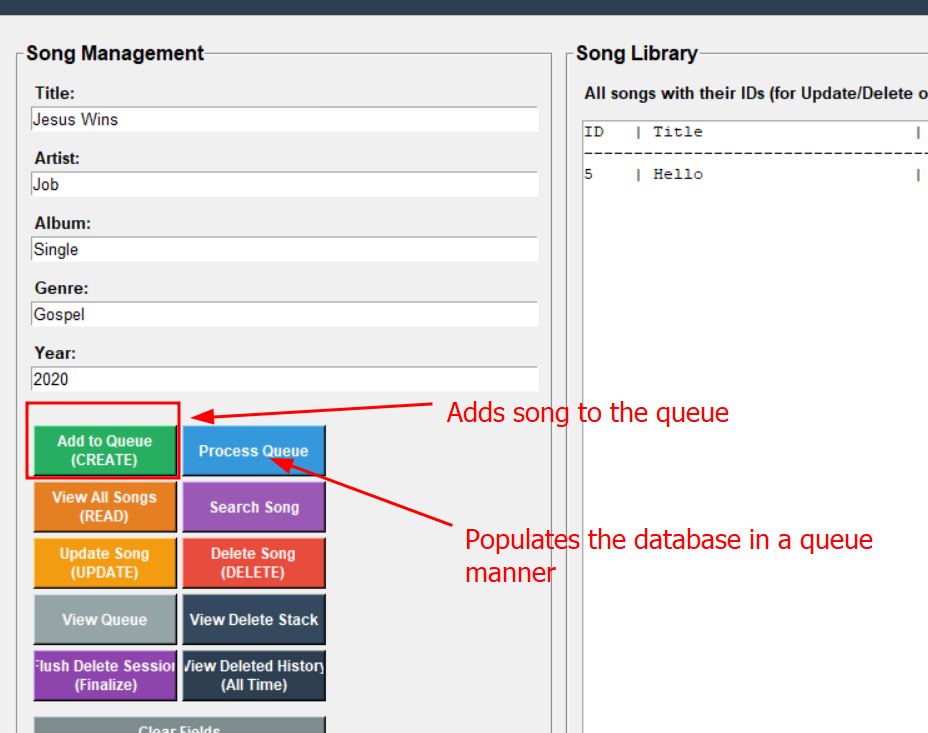 Song Management
Title:
Jesus Wins
Artist:
Job
Album:
Single
Genre:
Gospel
Year:
2020
Add to Queue
(CREATE)
Process Queue
View All Songs
(READ)
Search Song
Update Song
(UPDATE)
Delete Song
(DELETE)
View Queue
View Delete Stack
Flush Delete Session
(Finalize)
View Deleted History
(All Time)
Clear Fields
Adds song to the queue
Populates the database in a queue
manner
Song Library
All songs with their IDs (for Update/Delete o
ID | Title |
-----------------------------------
5 | Hello |